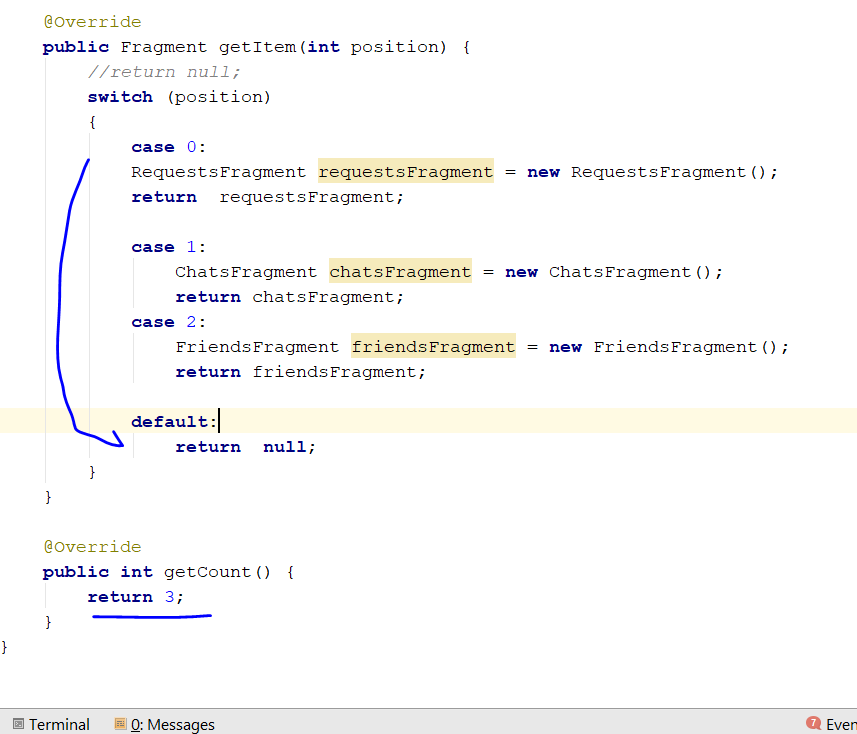 @Override
public Fragment getItem(int position) {
//return null;
switch (position)
{
case 0:
RequestsFragment requestsFragment = new RequestsFragment();
return  requestsFragment;
case 1:
ChatsFragment chatsFragment = new ChatsFragment();
return chatsFragment;
case 2:
FriendsFragment friendsFragment = new FriendsFragment();
return friendsFragment;
default:
return  null;
}
}
@Override
public int getCount() {
return 3;
}
}
Terminal 0: Messages 7 Even